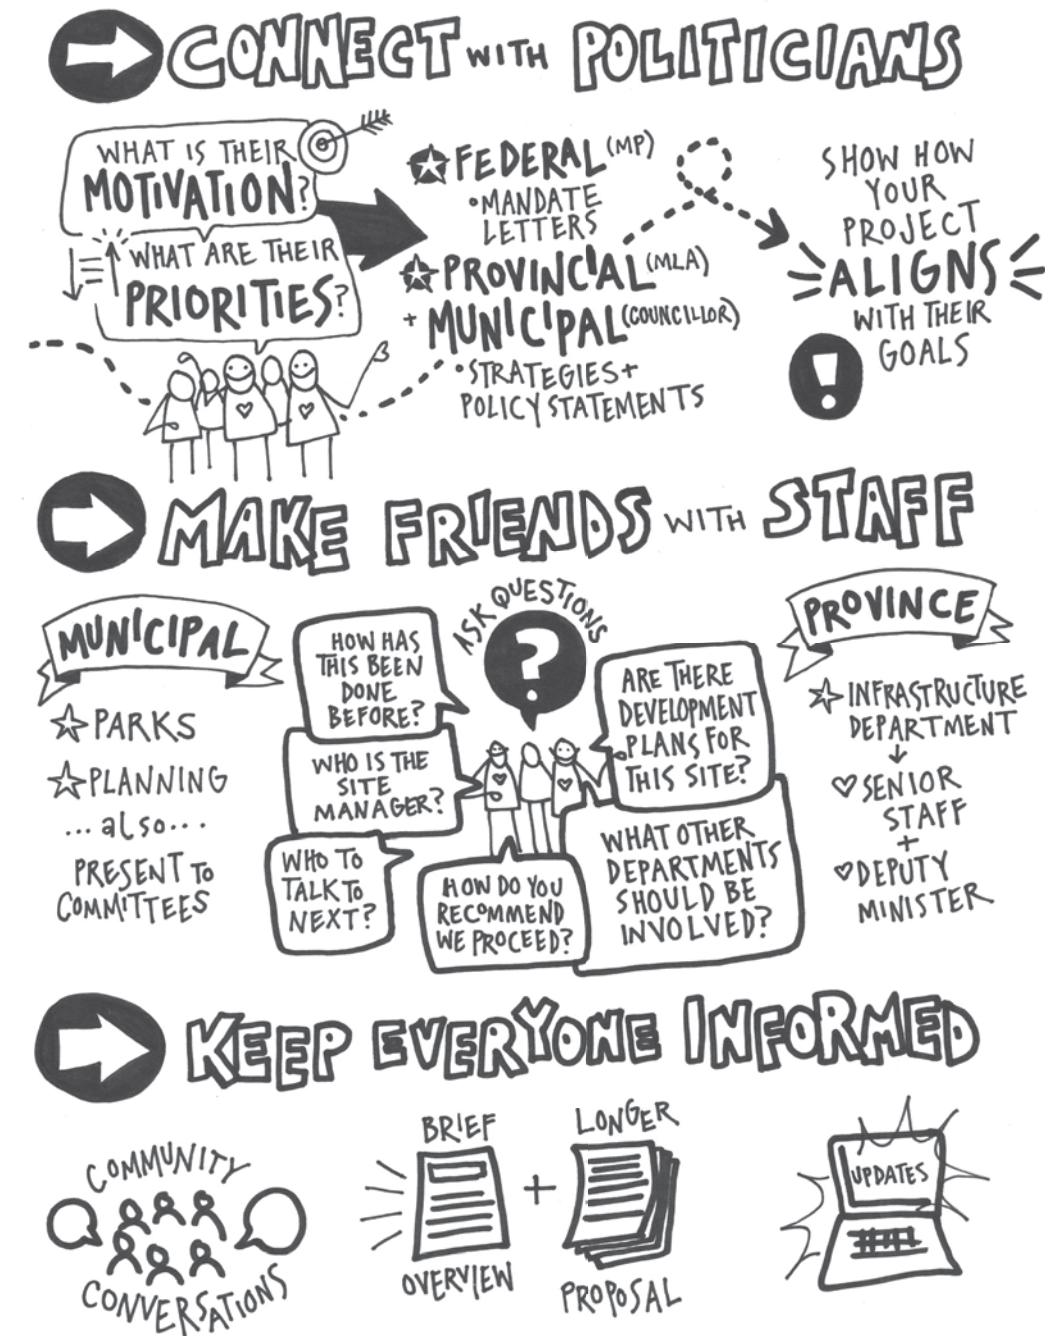 CONNECT WITH POLITICIANS
WHAT IS THEIR
MOTIVATION?
WHAT ARE THEIR
PRIORITIES?
FEDERAL (MP)
• MANDATE
LETTERS
PROVINCIAL (MLA)
+ MUNICIPAL (COUNCILLOR)
• STRATEGIES +
POLICY STATEMENTS
SHOW HOW
YOUR
PROJECT
ALIGNS
WITH THEIR
GOALS
!
MAKE FRIENDS WITH STAFF
MUNICIPAL
PARKS
PLANNING
... also...
PRESENT TO
COMMITTEES
ASK QUESTIONS
?
HOW HAS
THIS BEEN
DONE
BEFORE?
WHO IS THE
SITE
MANAGER?
WHO TO
TALK TO
NEXT?
HOW DO YOU
RECOMMEND
WE PROCEED?
ARE THERE
DEVELOPMENT
PLANS FOR
THIS SITE?
WHAT OTHER
DEPARTMENTS
SHOULD BE
INVOLVED?
PROVINCE
INFRASTRUCTURE
DEPARTMENT
SENIOR
STAFF
+
DEPUTY
MINISTER
KEEP EVERYONE INFORMED
COMMUNITY
CONVERSATIONS
BRIEF
OVERVIEW
+
LONGER
PROPOSAL
UPDATES